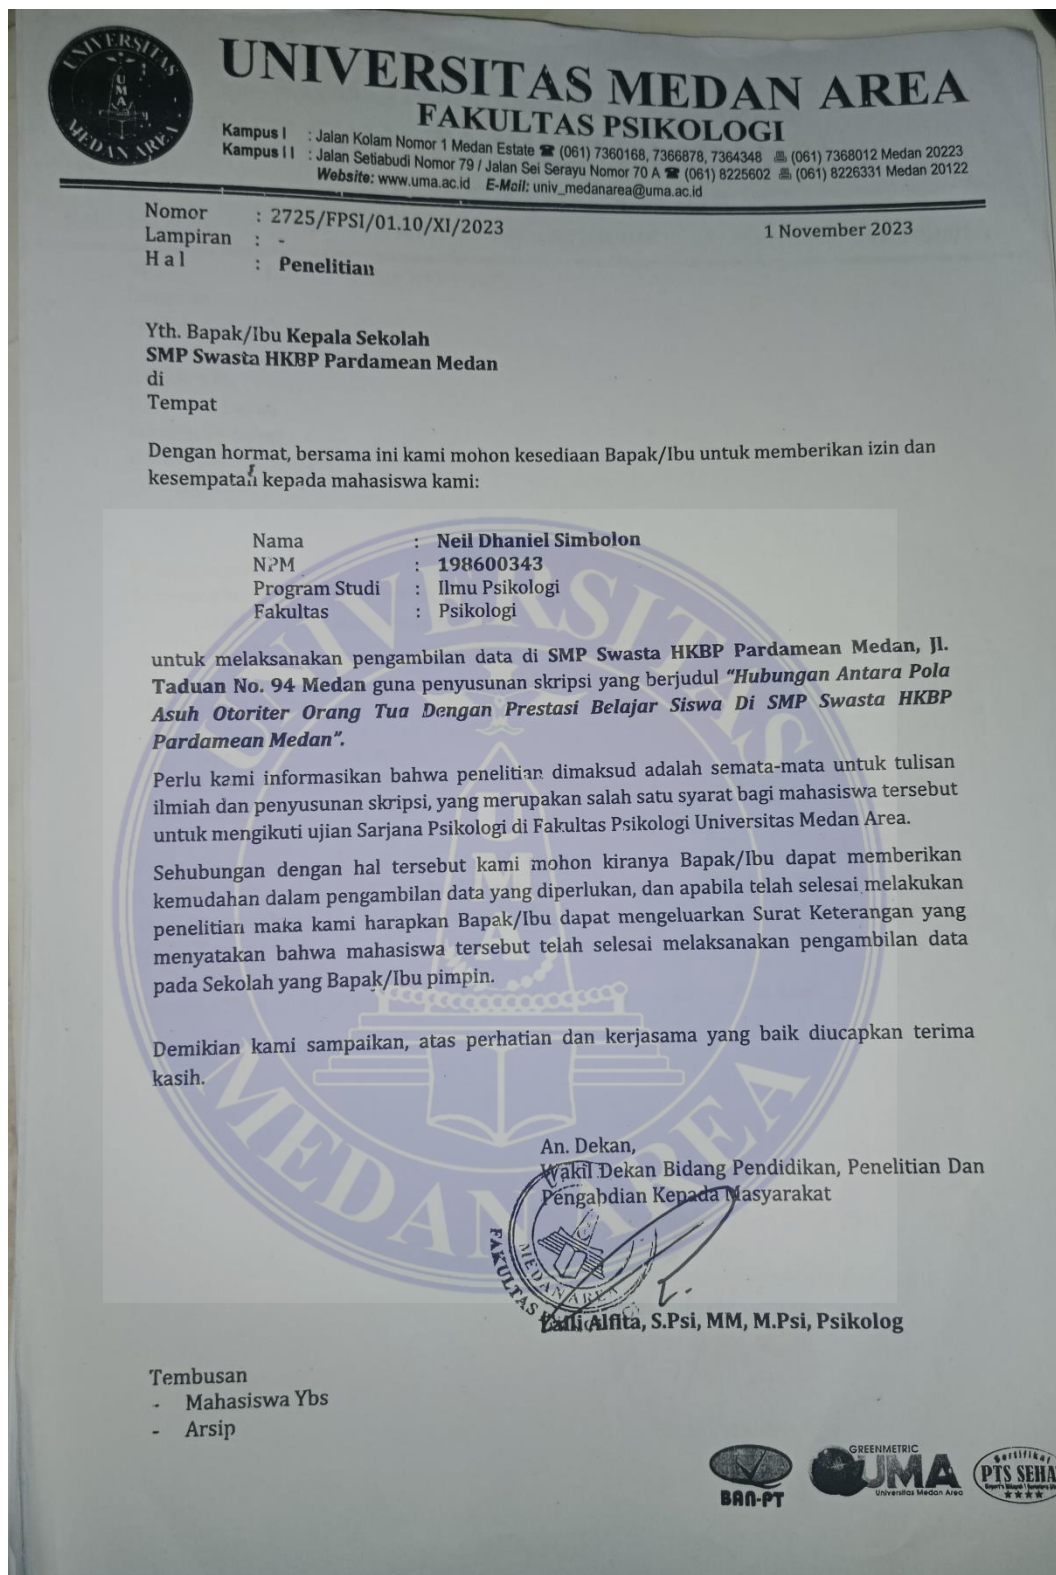 UNIVERSITAS MEDAN AREA
UNIVERSITAS MEDAN AREA
FAKULTAS PSIKOLOGI
Kampus I : Jalan Kolam Nomor 1 Medan Estate ☎ (061) 7360168, 7366878, 7364348 🖷 (061) 7368012 Medan 20223
Kampus II : Jalan Setiabudi Nomor 79 / Jalan Sei Serayu Nomor 70 A ☎ (061) 8225602 🖷 (061) 8226331 Medan 20122
Website: www.uma.ac.id E-Mail: univ_medanarea@uma.ac.id
Nomor : 2725/FPSI/01.10/XI/2023 1 November 2023
Lampiran : -
H a l : Penelitian
Yth. Bapak/Ibu Kepala Sekolah
SMP Swasta HKBP Pardamean Medan
di
Tempat
Dengan hormat, bersama ini kami mohon kesediaan Bapak/Ibu untuk memberikan izin dan
kesempatan kepada mahasiswa kami:
Nama : Neil Dhaniel Simbolon
NPM : 198600343
Program Studi : Ilmu Psikologi
Fakultas : Psikologi
untuk melaksanakan pengambilan data di SMP Swasta HKBP Pardamean Medan, Jl.
Taduan No. 94 Medan guna penyusunan skripsi yang berjudul “Hubungan Antara Pola
Asuh Otoriter Orang Tua Dengan Prestasi Belajar Siswa Di SMP Swasta HKBP
Pardamean Medan”.
Perlu kami informasikan bahwa penelitian dimaksud adalah semata-mata untuk tulisan
ilmiah dan penyusunan skripsi, yang merupakan salah satu syarat bagi mahasiswa tersebut
untuk mengikuti ujian Sarjana Psikologi di Fakultas Psikologi Universitas Medan Area.
Sehubungan dengan hal tersebut kami mohon kiranya Bapak/Ibu dapat memberikan
kemudahan dalam pengambilan data yang diperlukan, dan apabila telah selesai melakukan
penelitian maka kami harapkan Bapak/Ibu dapat mengeluarkan Surat Keterangan yang
menyatakan bahwa mahasiswa tersebut telah selesai melaksanakan pengambilan data
pada Sekolah yang Bapak/Ibu pimpin.
Demikian kami sampaikan, atas perhatian dan kerjasama yang baik diucapkan terima
kasih.
UNIVERSITAS MEDAN AREA
UMA
An. Dekan,
Wakil Dekan Bidang Pendidikan, Penelitian Dan
Pengabdian Kepada Masyarakat
MEDAN AREA
FAKULTAS
Alfita, S.Psi, MM, M.Psi, Psikolog
Tembusan
- Mahasiswa Ybs
- Arsip
BAN-PT
GREENMETRIC
UMA
Universitas Medan Area
Sertifikat
PTS SEHA